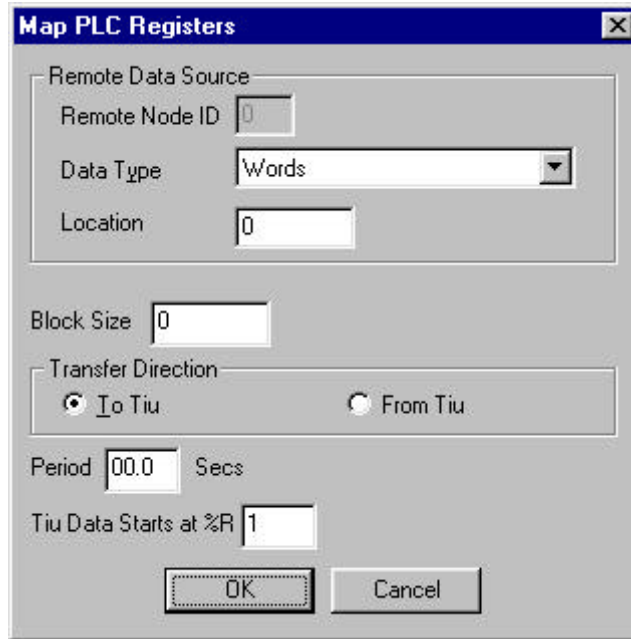 Map PLC Registers
Remote Data Source
Remote Node ID 0
Data Type Words
Location 0
Block Size 0
Transfer Direction
To Tiu From Tiu
Period 00.0 Secs
Tiu Data Starts at %R 1
OK Cancel